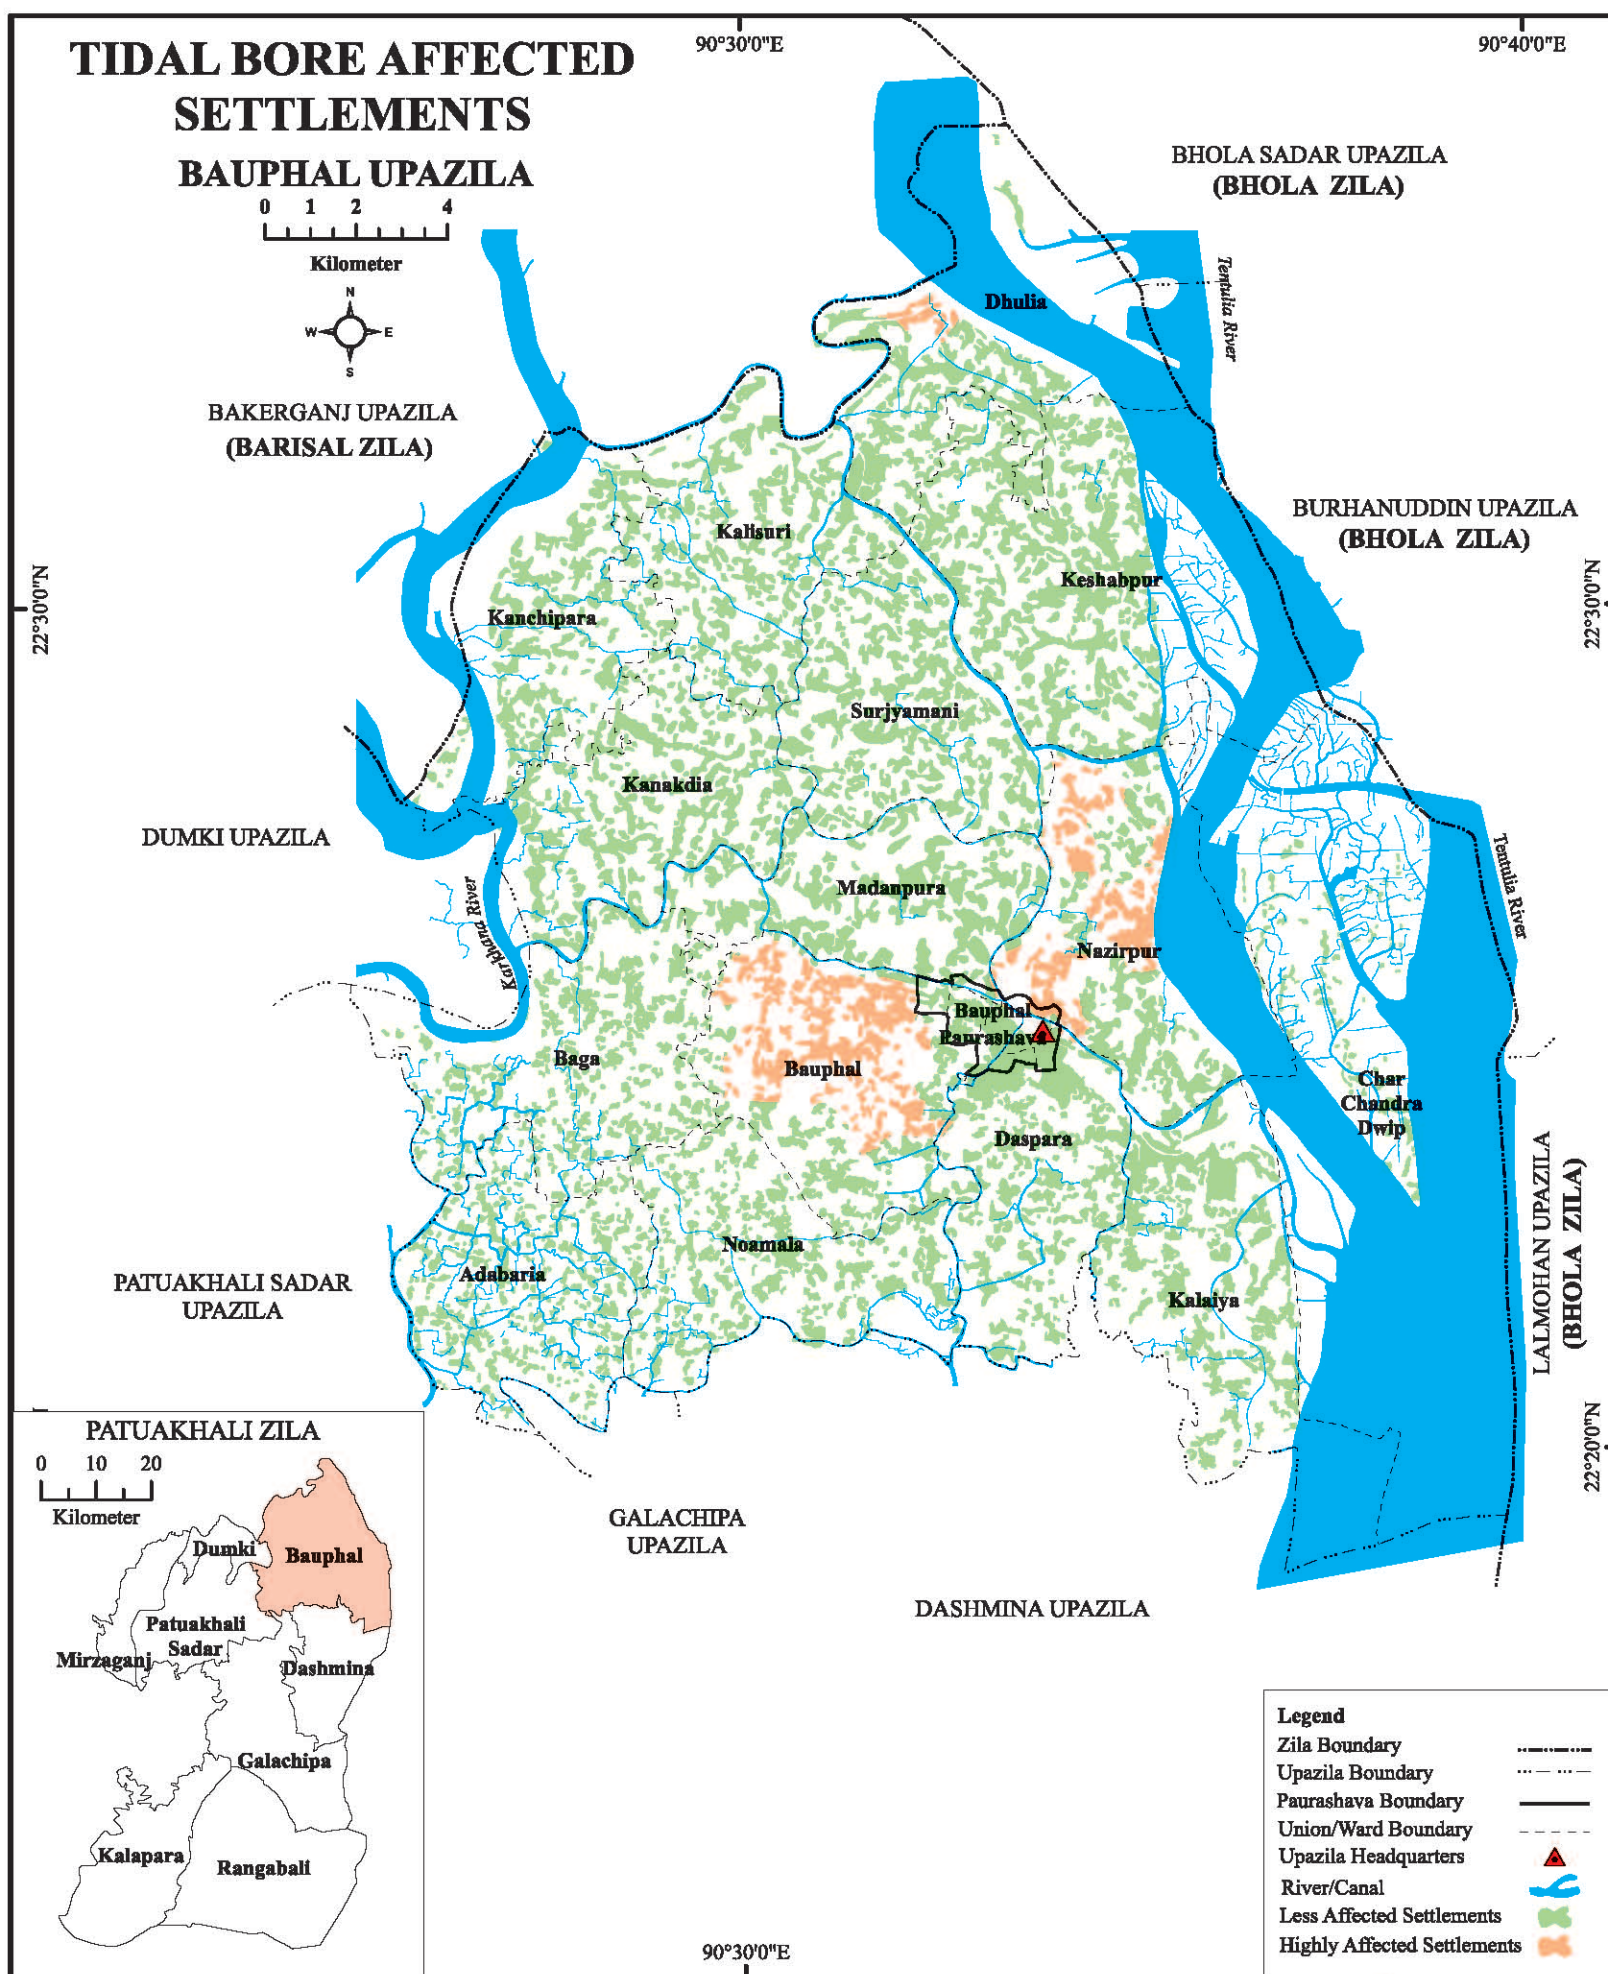 TIDAL BORE AFFECTED
SETTLEMENTS
BAUPHAL UPAZILA
0 1 2 4
Kilometer
N
W E
S
90°30'0"E
90°40'0"E
BHOLA SADAR UPAZILA
(BHOLA ZILA)
Tentulia River
Dhulia
BAKERGANJ UPAZILA
(BARISAL ZILA)
BURHANUDDIN UPAZILA
(BHOLA ZILA)
22°30'0"N
22°30'0"N
Kalisuri
Keshabpur
Kanchipara
Surjyamani
Kanakdia
DUMKI UPAZILA
Madanpura
Karkhana River
Tentulia River
Nazirpur
Bauphal
Paurashava
Baga
Bauphal
Char
Chandra
Dwip
Daspara
LALMOHAN UPAZILA
(BHOLA ZILA)
Noamala
Adabaria
PATUAKHALI SADAR
UPAZILA
Kalaiya
22°20'0"N
GALACHIPA
UPAZILA
DASHMINA UPAZILA
PATUAKHALI ZILA
0 10 20
Kilometer
Dumki
Bauphal
Patuakhali
Sadar
Mirzaganj
Dashmina
Galachipa
Kalapara
Rangabali
90°30'0"E
Legend
Zila Boundary
Upazila Boundary
Paurashava Boundary
Union/Ward Boundary
Upazila Headquarters
River/Canal
Less Affected Settlements
Highly Affected Settlements